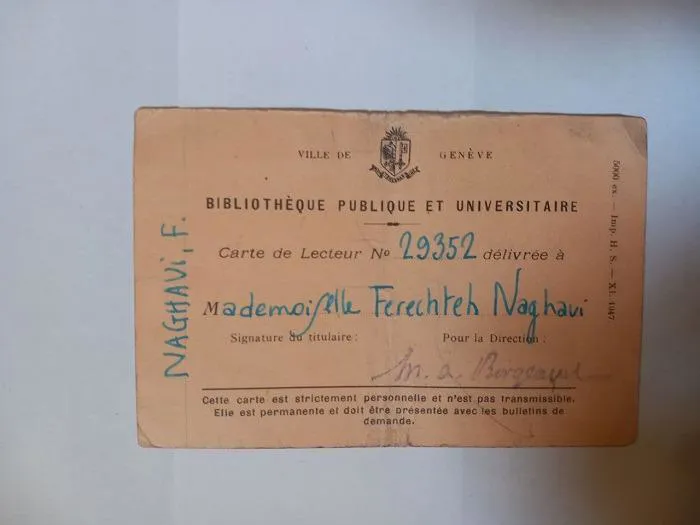 VILLE DE GENÈVE
BIBLIOTHÈQUE PUBLIQUE ET UNIVERSITAIRE
Carte de Lecteur No 29352 délivrée à
Mademoiselle Ferechteh Naghavi
Signature du titulaire : Pour la Direction :
Cette carte est strictement personnelle et n'est pas transmissible.
Elle est permanente et doit être présentée avec les bulletins de
demande.
NAGHAVI, F.
5000 ex. — Imp. H. S. — XI. 1947